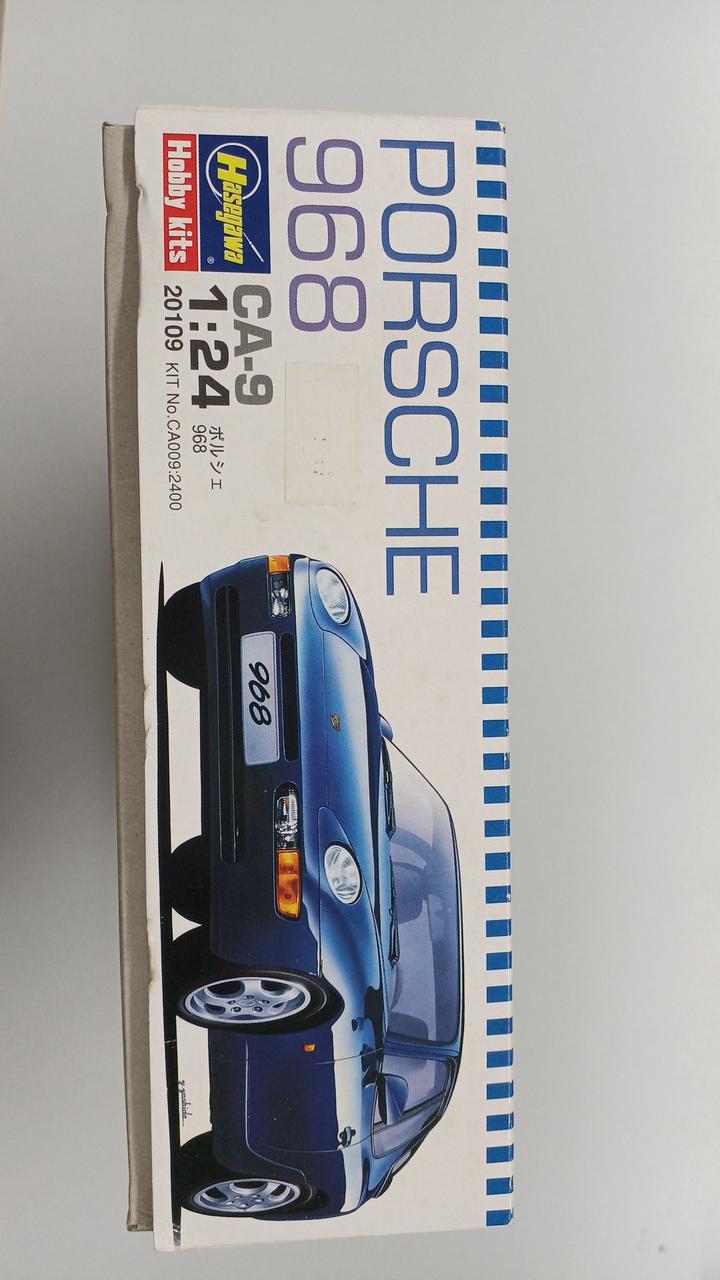 PORSCHE
968
Hasegawa®
Hobby kits
CA-9
1:24
ポルシェ
968
20109 KIT No.CA009:2400
968